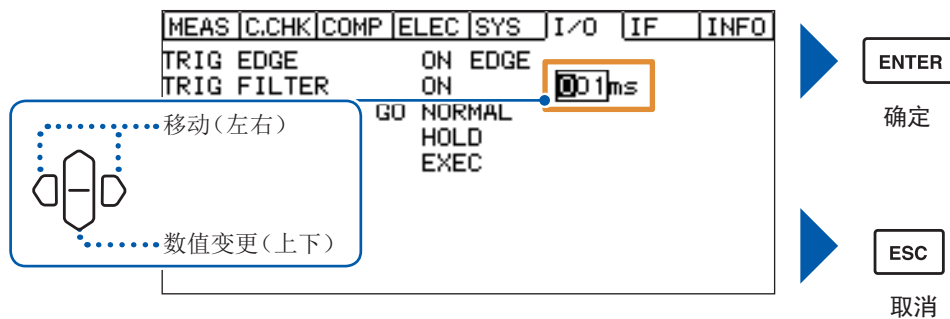 MEAS C.CHK COMP ELEC SYS I/O IF INFO
TRIG EDGE ON EDGE
TRIG FILTER ON 001ms
GO NORMAL
HOLD
EXEC
移动(左右)
数值变更(上下)
ENTER
确定
ESC
取消